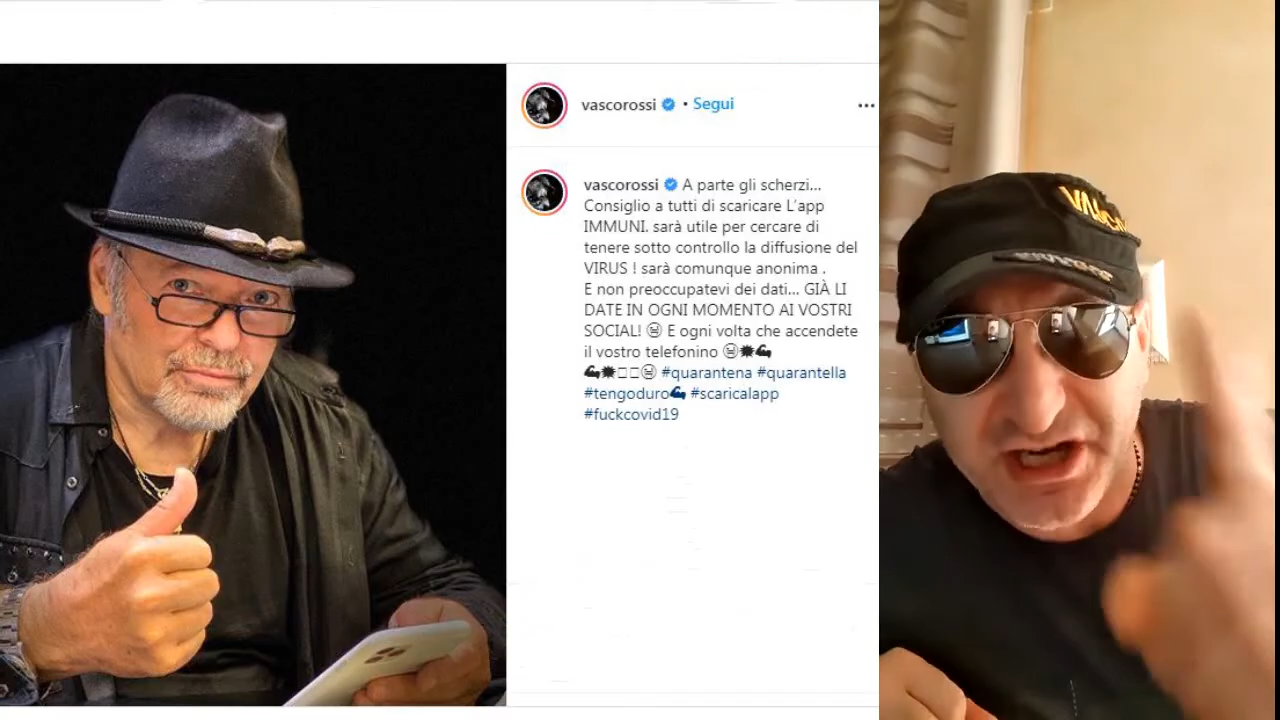 vascorossi • Segui
vascorossi A parte gli scherzi...
Consiglio a tutti di scaricare L'app
IMMUNI. sarà utile per cercare di
tenere sotto controllo la diffusione del
VIRUS ! sarà comunque anonima .
E non preoccupatevi dei dati... GIÀ LI
DATE IN OGNI MOMENTO AI VOSTRI
SOCIAL! E ogni volta che accendete
il vostro telefonino
#quarantena #quarantella
#tengoduro #scaricalapp
#fuckcovid19